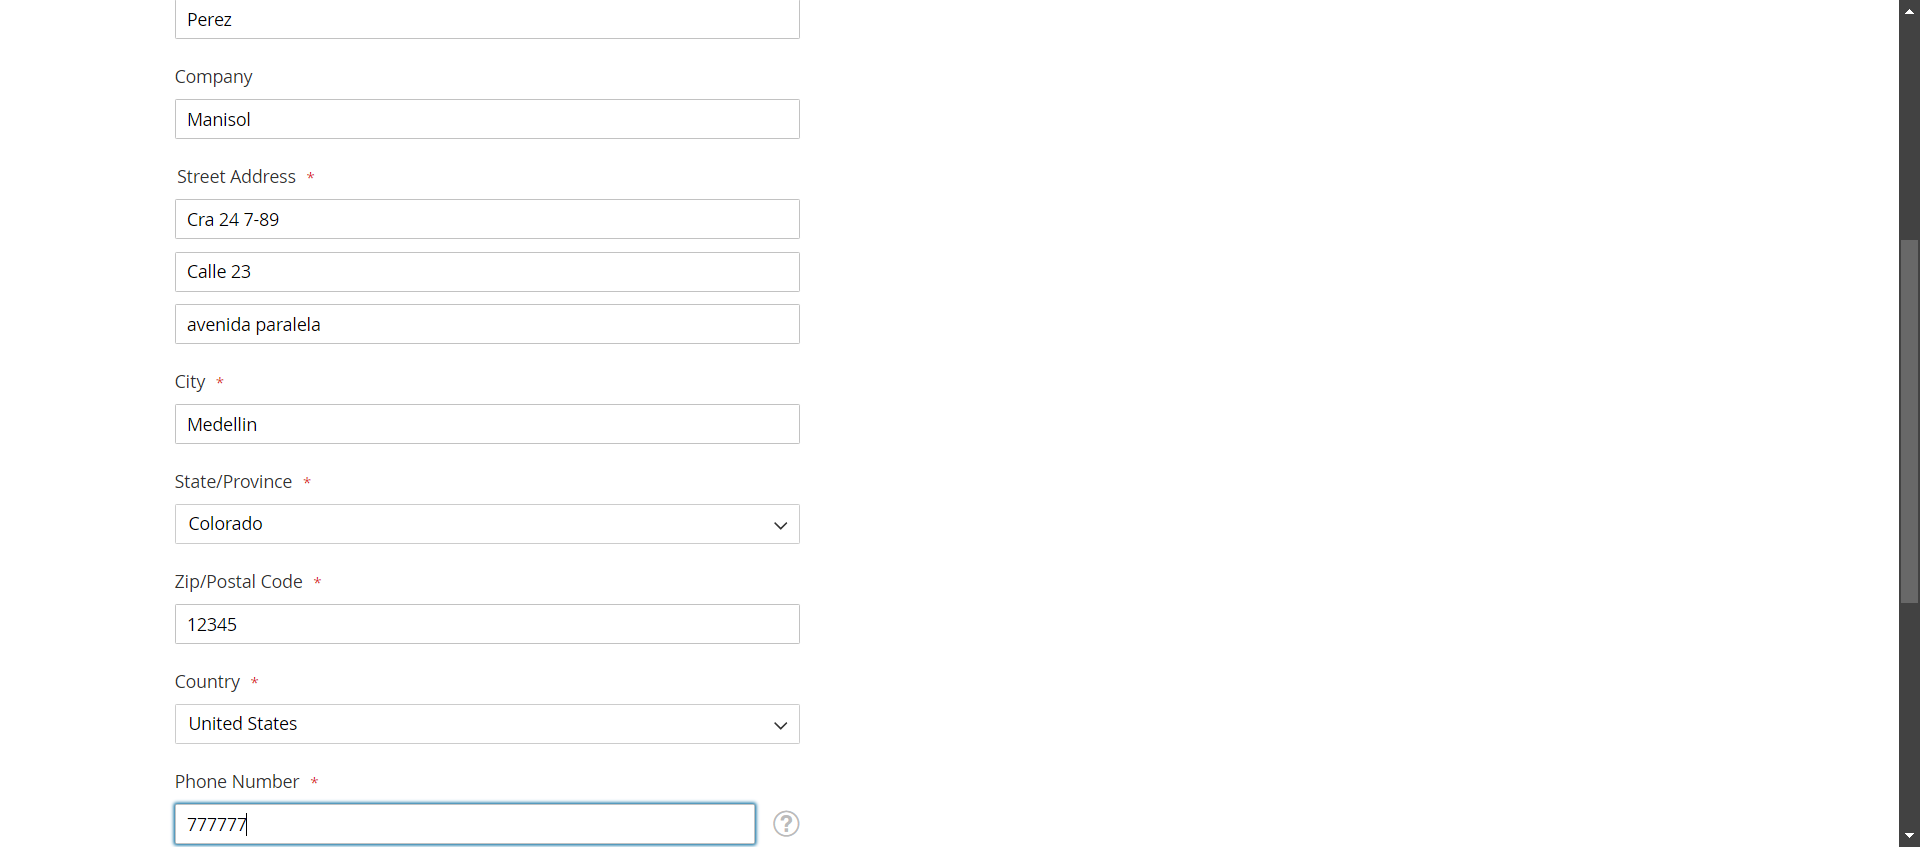 Perez
Company
Manisol
Street Address *
Cra 24 7-89
Calle 23
avenida paralela
City *
Medellin
State/Province *
Colorado
Zip/Postal Code *
12345
Country *
United States
Phone Number *
777777
?